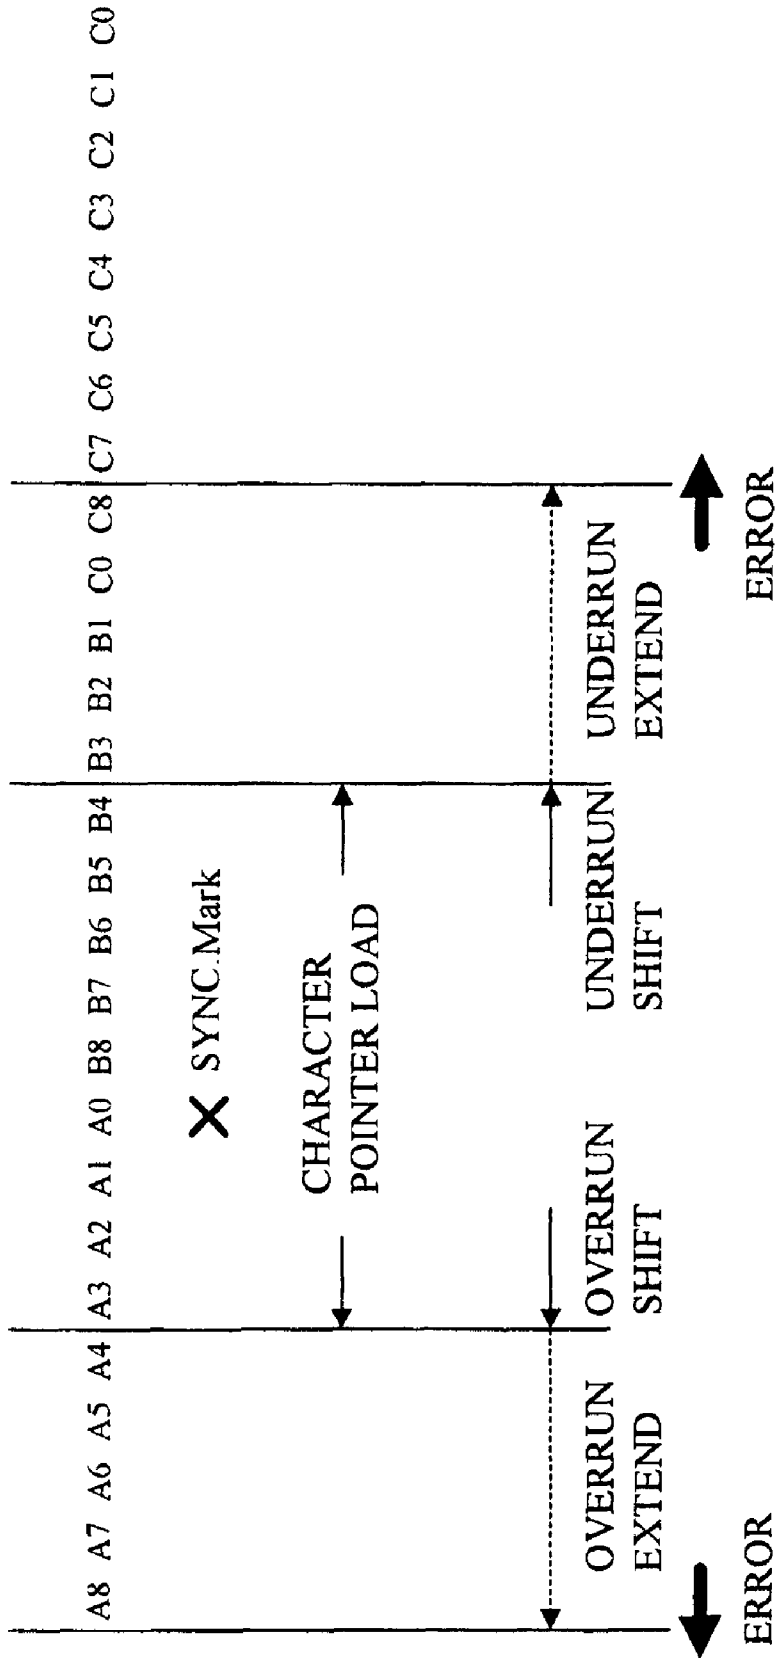 A8 A7 A6 A5 A4 A3 A2 A1 A0 B8 B7 B6 B5 B4 B3 B2 B1 C0 C8 C7 C6 C5 C4 C3 C2 C1 C0
X SYNC.Mark
CHARACTER
POINTER LOAD
OVERRUN
EXTEND
OVERRUN
SHIFT
UNDERRUN
SHIFT
UNDERRUN
EXTEND
ERROR
ERROR